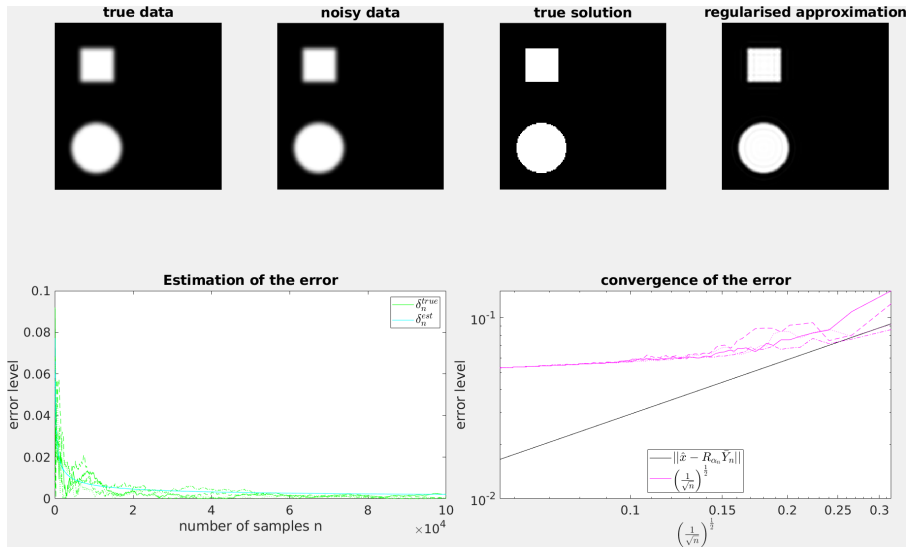 true data
noisy data
true solution
regularised approximation
Estimation of the error
error level
0.1
0.08
0.06
0.04
0.02
0
δ_n^{true}
δ_n^{est}
0 2 4 6 8 10
number of samples n
×10^4
convergence of the error
error level
10^{-1}
10^{-2}
||x̂ − R_{α_n} Ȳ_n||
(1/√n)^{1/2}
0.1 0.15 0.2 0.25 0.3
(1/√n)^{1/2}